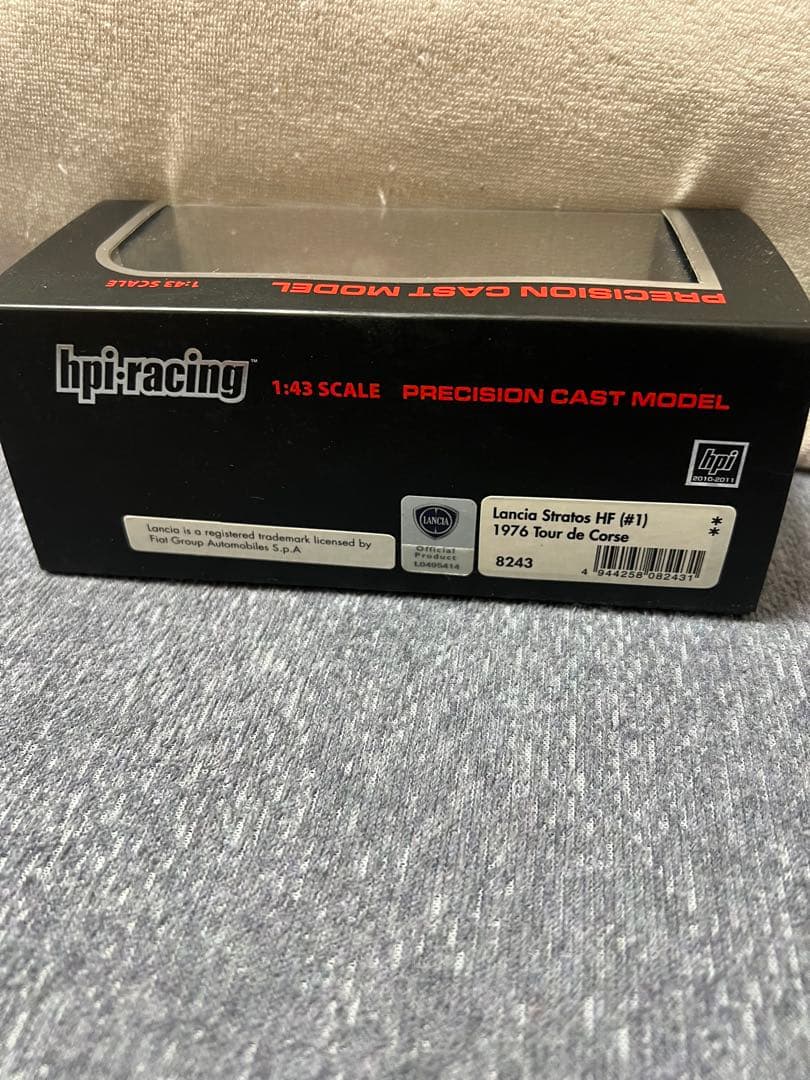 1:43 SCALE PRECISION CAST MODEL
hpi·racing™ 1:43 SCALE PRECISION CAST MODEL
hpi
2010-2011
Lancia is a registered trademark licensed by
Fiat Group Automobiles S.p.A
LANCIA
Official
Product
L0495414
Lancia Stratos HF (#1) *
1976 Tour de Corse *
8243
4 944258 082431